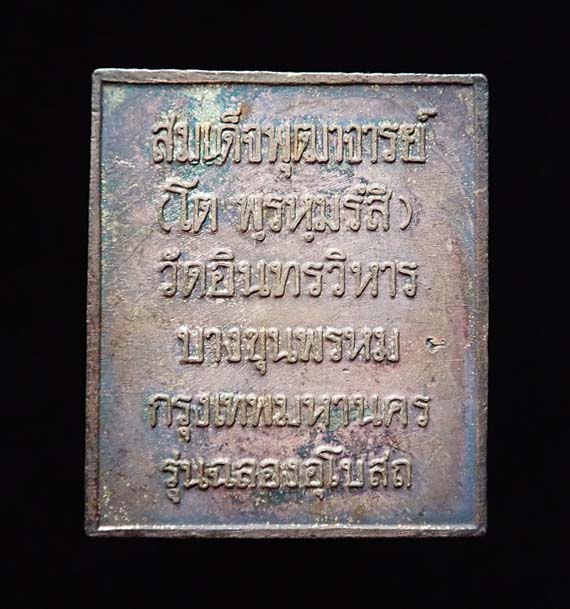 สมเด็จพุฒาจารย์
(โต พฺรหฺมรํสี)
วัดอินทรวิหาร
บางขุนพรหม
กรุงเทพมหานคร
รุ่นฉลองอุโบสถ